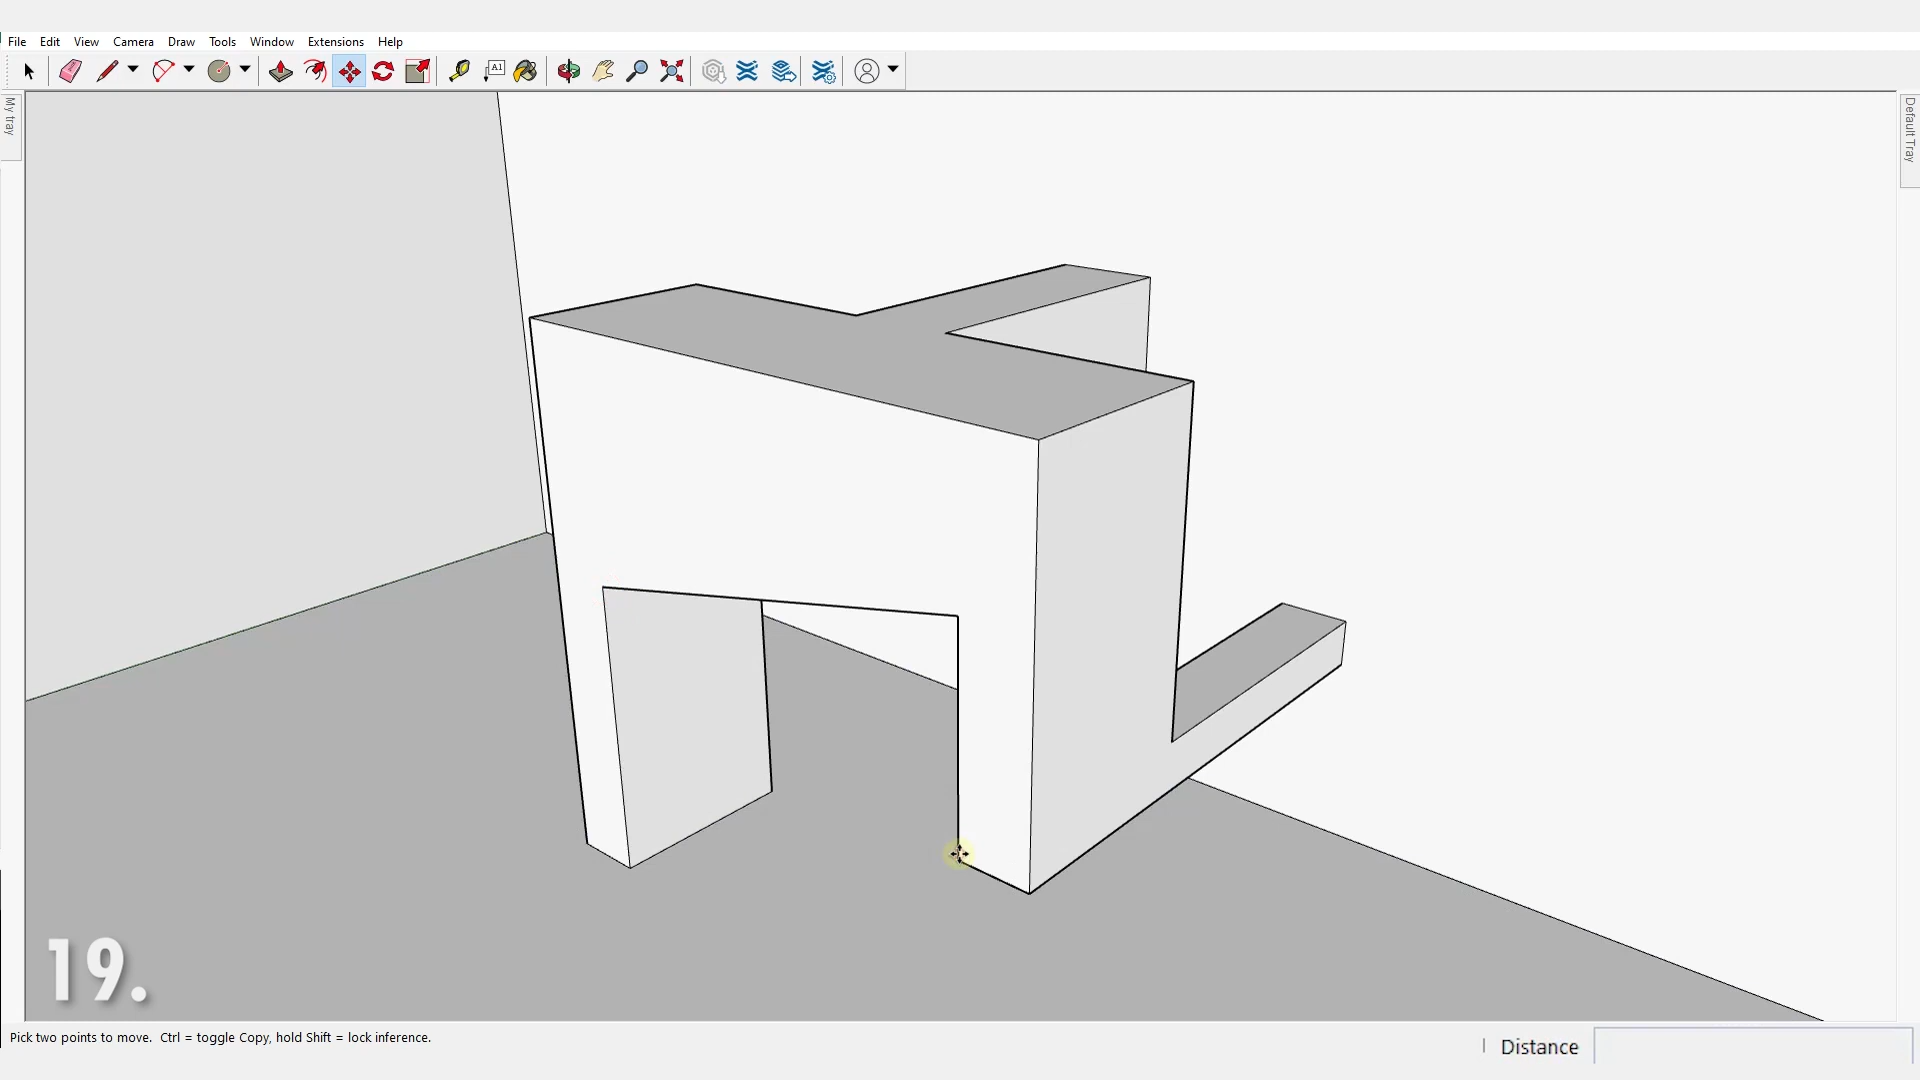 File Edit View Camera Draw Tools Window Extensions Help
A1
My tray
Default Tray
19.
Pick two points to move. Ctrl = toggle Copy, hold Shift = lock inference.
Distance